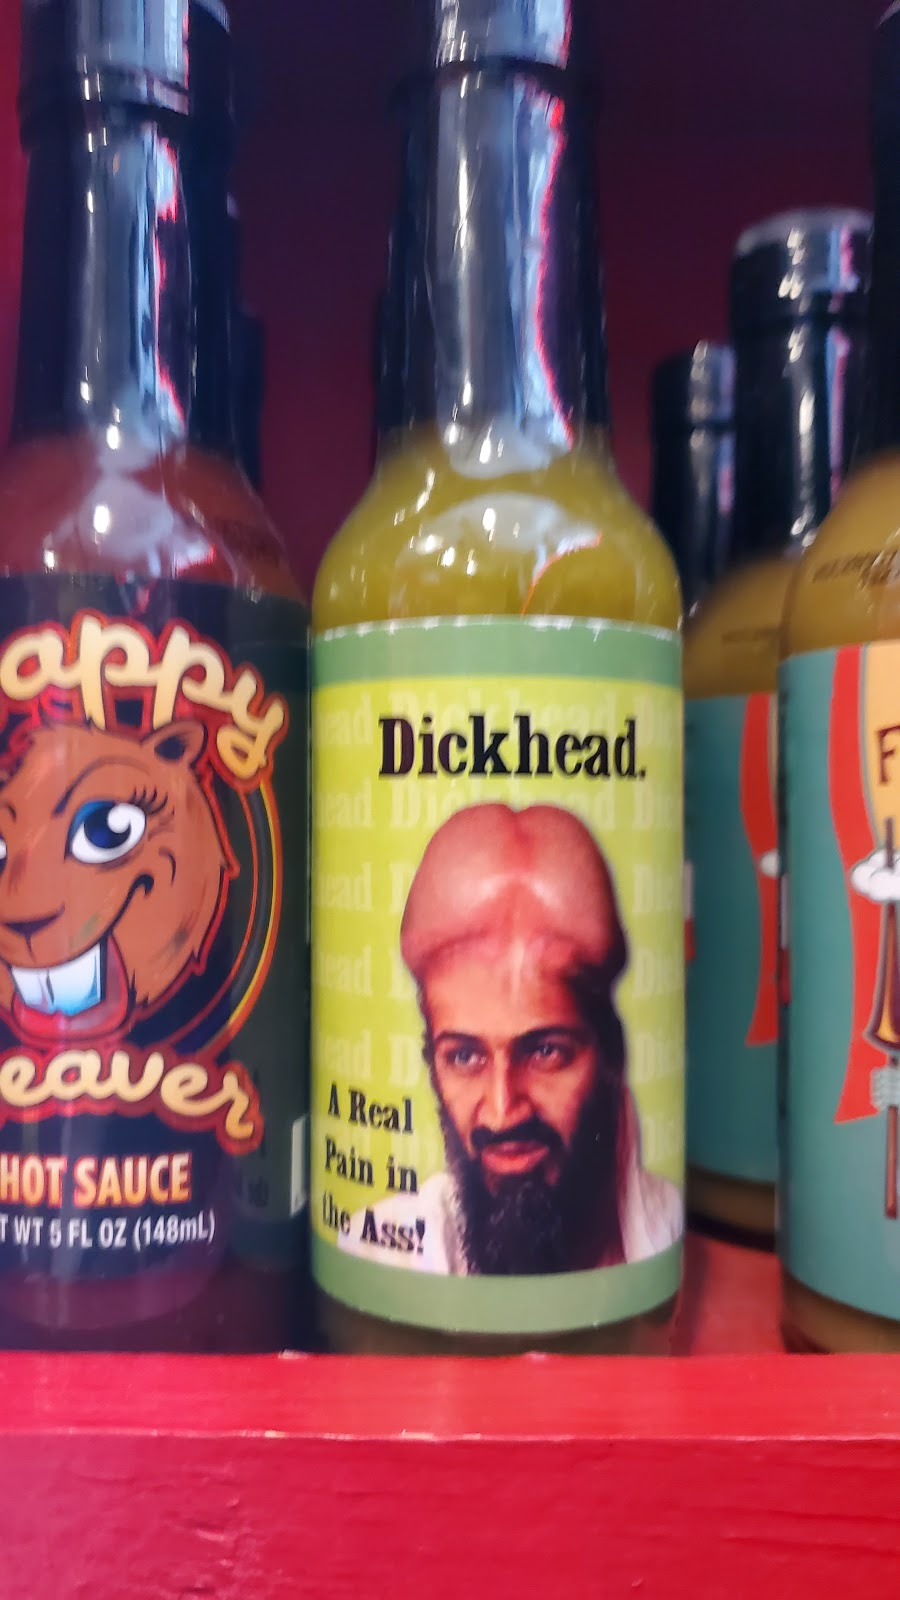 appy
eaver
HOT SAUCE
T WT 5 FL OZ (148mL)
Dickhead.
A Real
Pain in
the Ass!
F